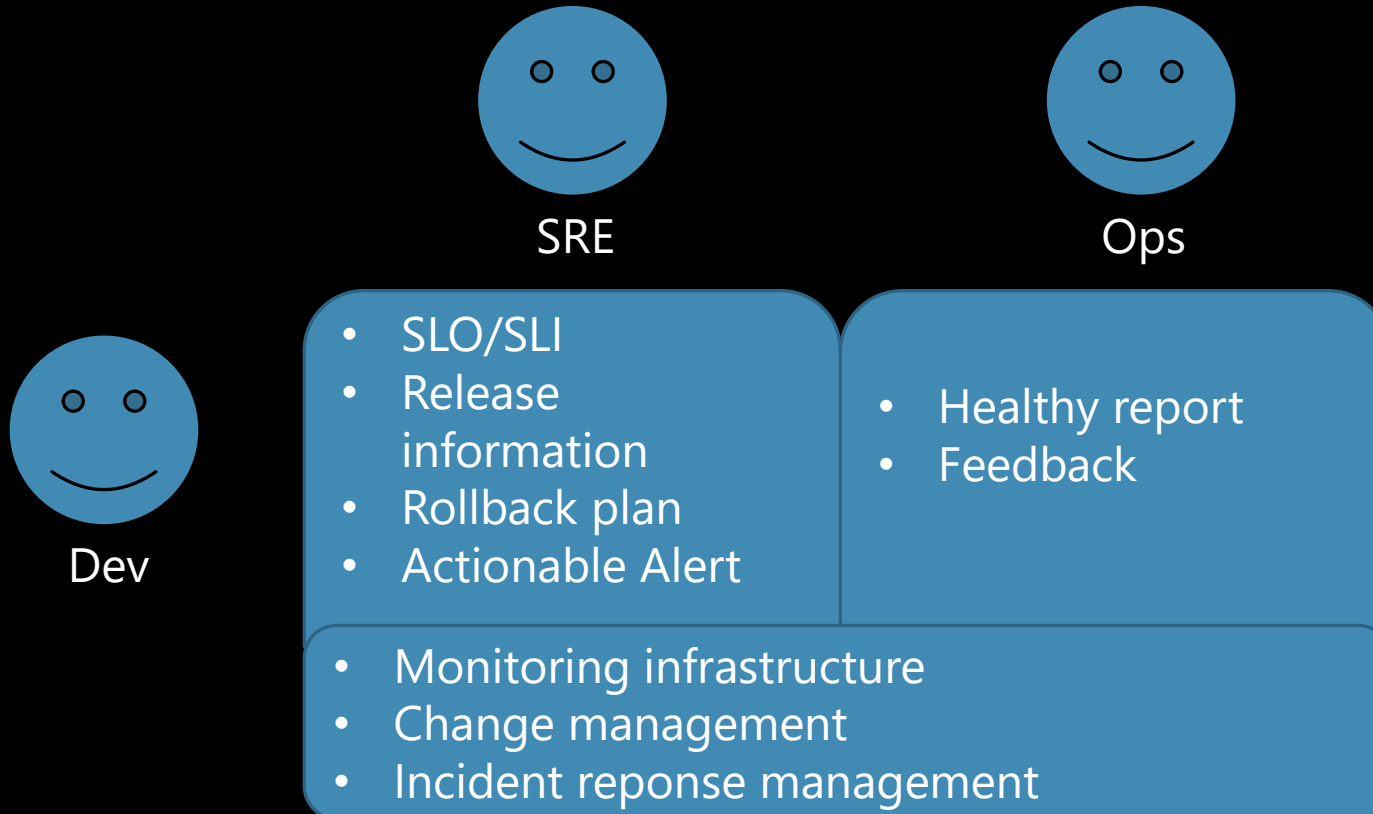 SRE
Ops
Dev
• SLO/SLI
• Release
information
• Rollback plan
• Actionable Alert
• Healthy report
• Feedback
• Monitoring infrastructure
• Change management
• Incident reponse management